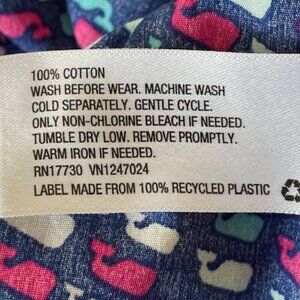 100% COTTON
WASH BEFORE WEAR. MACHINE WASH
COLD SEPARATELY. GENTLE CYCLE.
ONLY NON-CHLORINE BLEACH IF NEEDED.
TUMBLE DRY LOW. REMOVE PROMPTLY.
WARM IRON IF NEEDED.
RN17730 VN1247024
LABEL MADE FROM 100% RECYCLED PLASTIC